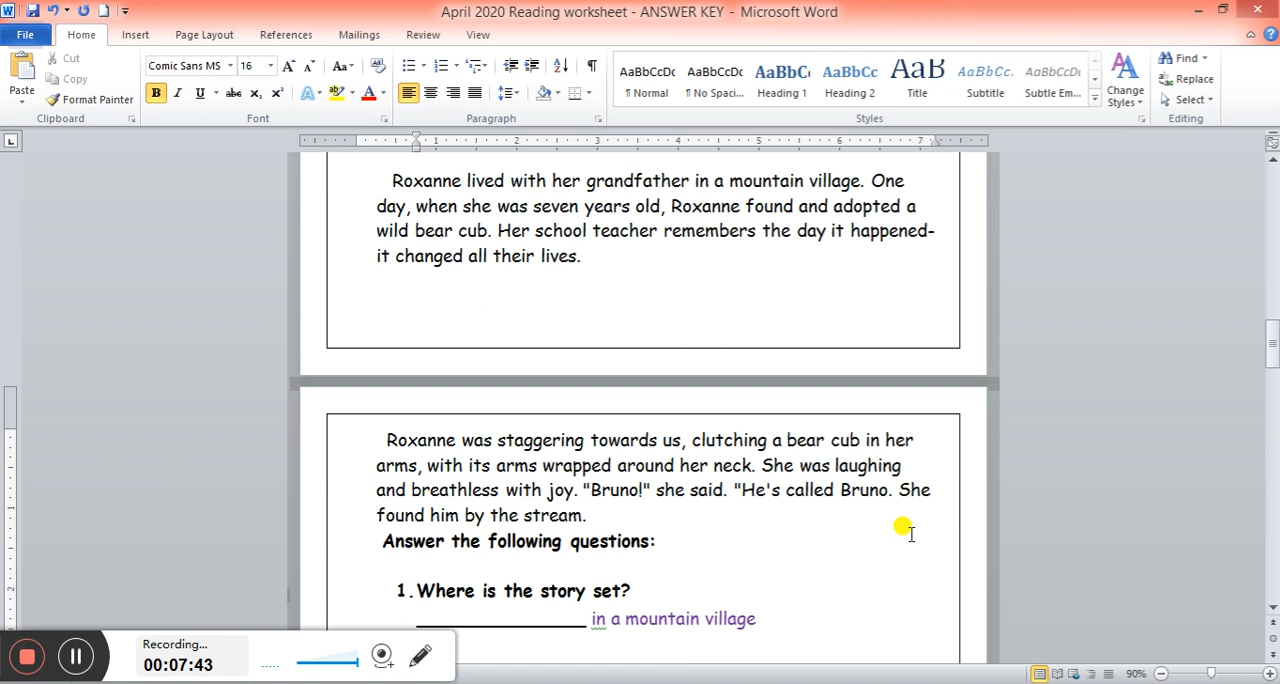 April 2020 Reading worksheet - ANSWER KEY - Microsoft Word
File Home Insert Page Layout References Mailings Review View
Paste
Cut
Copy
Format Painter
Comic Sans MS 16
AaBbCcDc AaBbCcDc AaBbC AaBbCc AaB AaBbCc. AaBbCcDc
¶ Normal ¶ No Spaci... Heading 1 Heading 2 Title Subtitle Subtle Em...
Change Styles
Find
Replace
Select
Clipboard Font Paragraph Styles Editing
Roxanne lived with her grandfather in a mountain village. One
day, when she was seven years old, Roxanne found and adopted a
wild bear cub. Her school teacher remembers the day it happened-
it changed all their lives.
Roxanne was staggering towards us, clutching a bear cub in her
arms, with its arms wrapped around her neck. She was laughing
and breathless with joy. "Bruno!" she said. "He's called Bruno. She
found him by the stream.
Answer the following questions:
1. Where is the story set?
____________________ in a mountain village
Recording...
00:07:43
90%